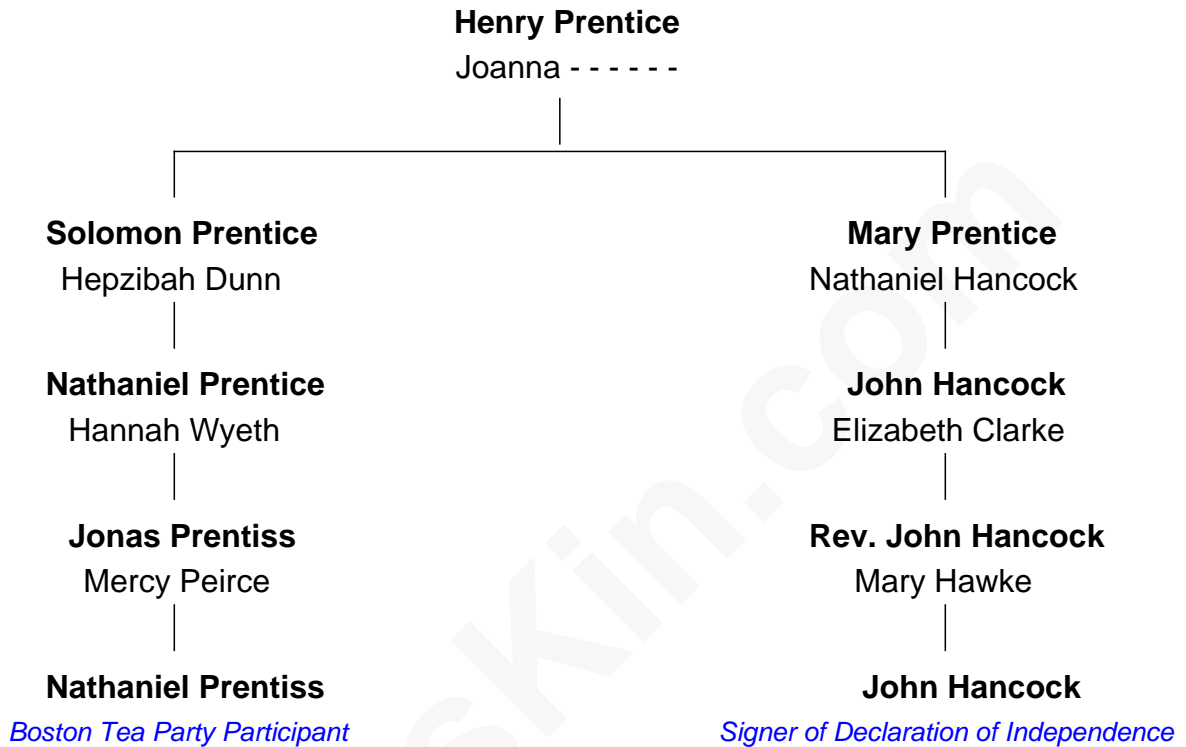 Henry Prentice
Joanna - - - - - -
Solomon Prentice
Hepzibah Dunn
Mary Prentice
Nathaniel Hancock
Nathaniel Prentice
Hannah Wyeth
John Hancock
Elizabeth Clarke
Jonas Prentiss
Mercy Peirce
Rev. John Hancock
Mary Hawke
Nathaniel Prentiss
Boston Tea Party Participant
John Hancock
Signer of Declaration of Independence
sKin.com